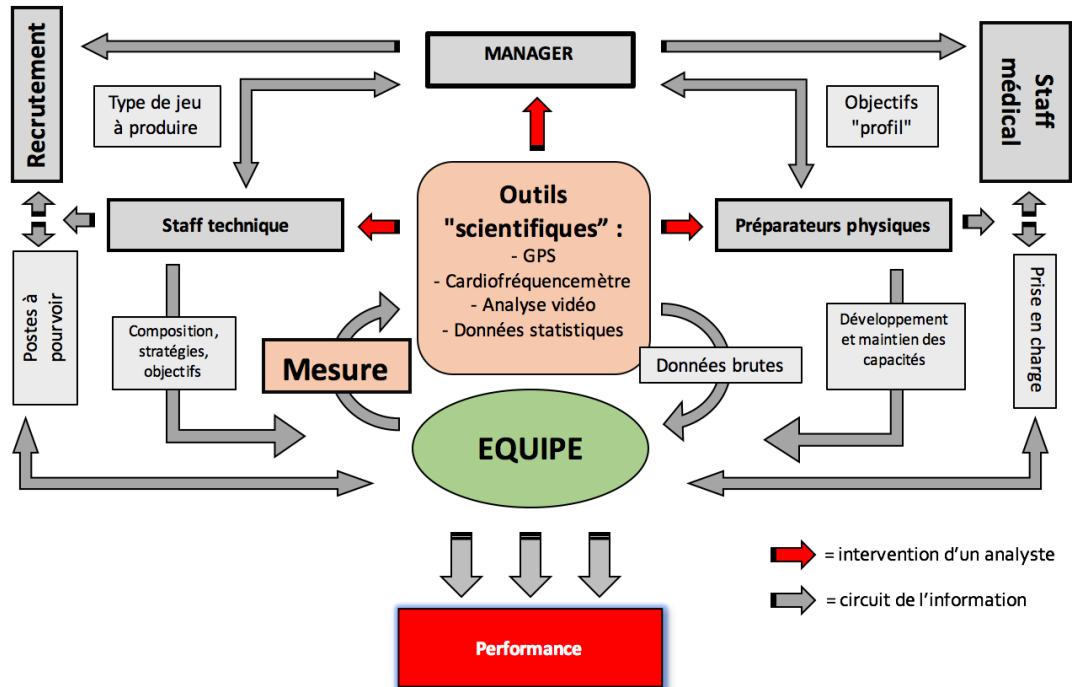 Recrutement
MANAGER
Staff
médical
Type de jeu
à produire
Objectifs
"profil"
Outils
"scientifiques” :
- GPS
- Cardiofréquencemètre
- Analyse vidéo
- Données statistiques
Staff technique
Préparateurs physiques
Postes à
pourvoir
Composition,
stratégies,
objectifs
Mesure
Données brutes
Développement
et maintien des
capacités
Prise en charge
EQUIPE
= intervention d’un analyste
= circuit de l’information
Performance